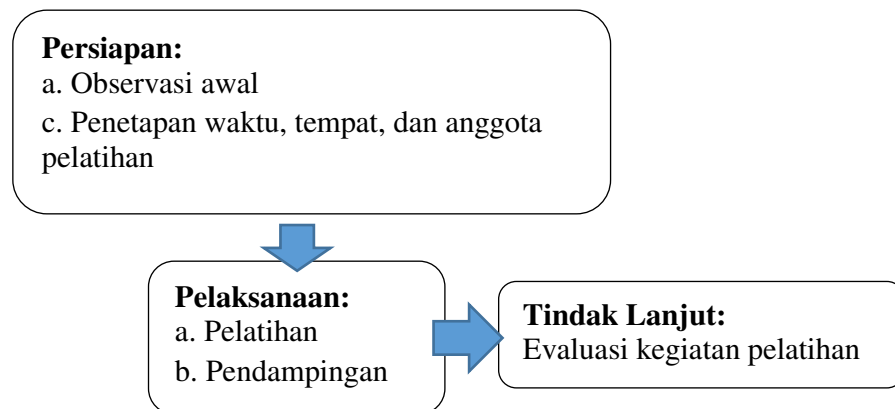 Persiapan:
a. Observasi awal
c. Penetapan waktu, tempat, dan anggota
pelatihan
Pelaksanaan:
a. Pelatihan
b. Pendampingan
Tindak Lanjut:
Evaluasi kegiatan pelatihan